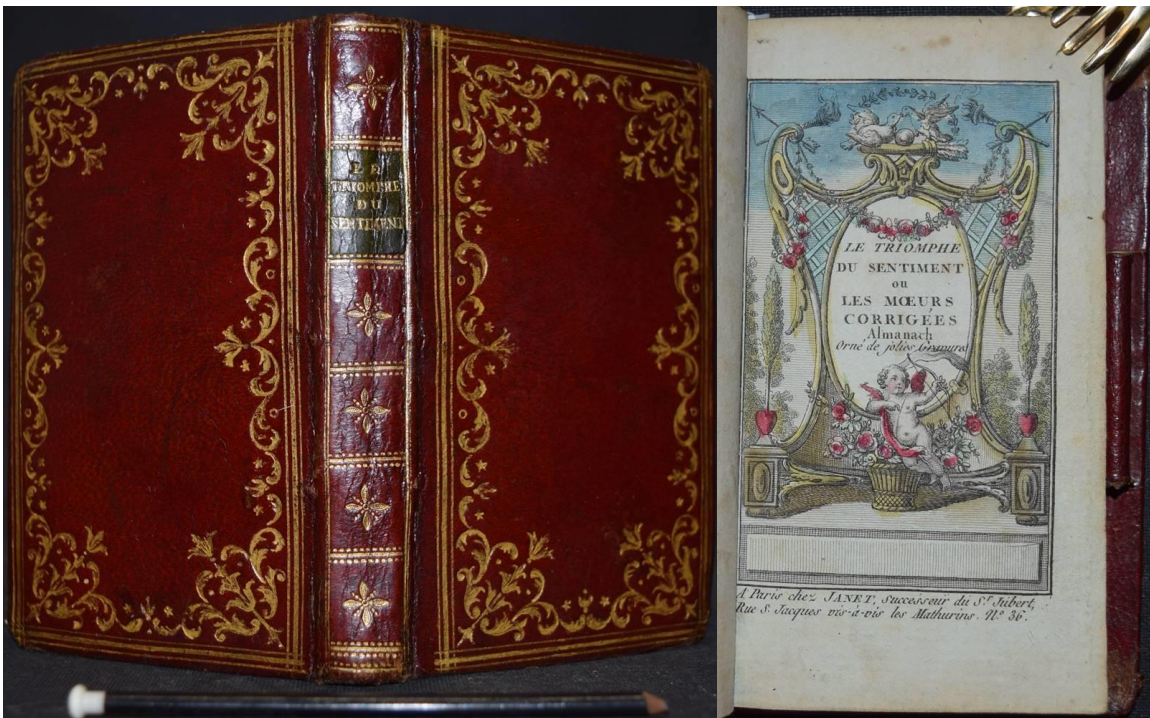 LE
TRIOMPHE
DU
SENTIMENT
LE TRIOMPHE
DU SENTIMENT
ou
LES MŒURS
CORRIGÉES
Almanach
Orné de jolies Gravures
A Paris chez JANET, Successeur du Sr. Jubert,
Rue S. Jacques vis-à-vis les Mathurins. No. 36.